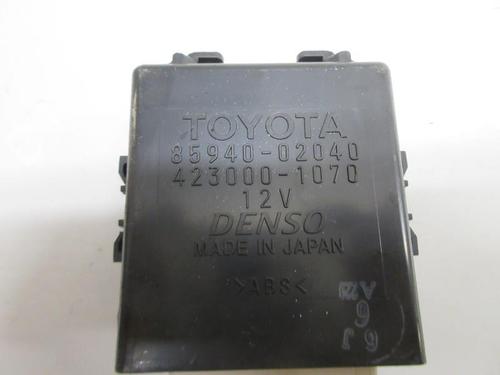 TOYOTA
85940-02040
423000-1070
12V
DENSO
MADE IN JAPAN
>ABS<